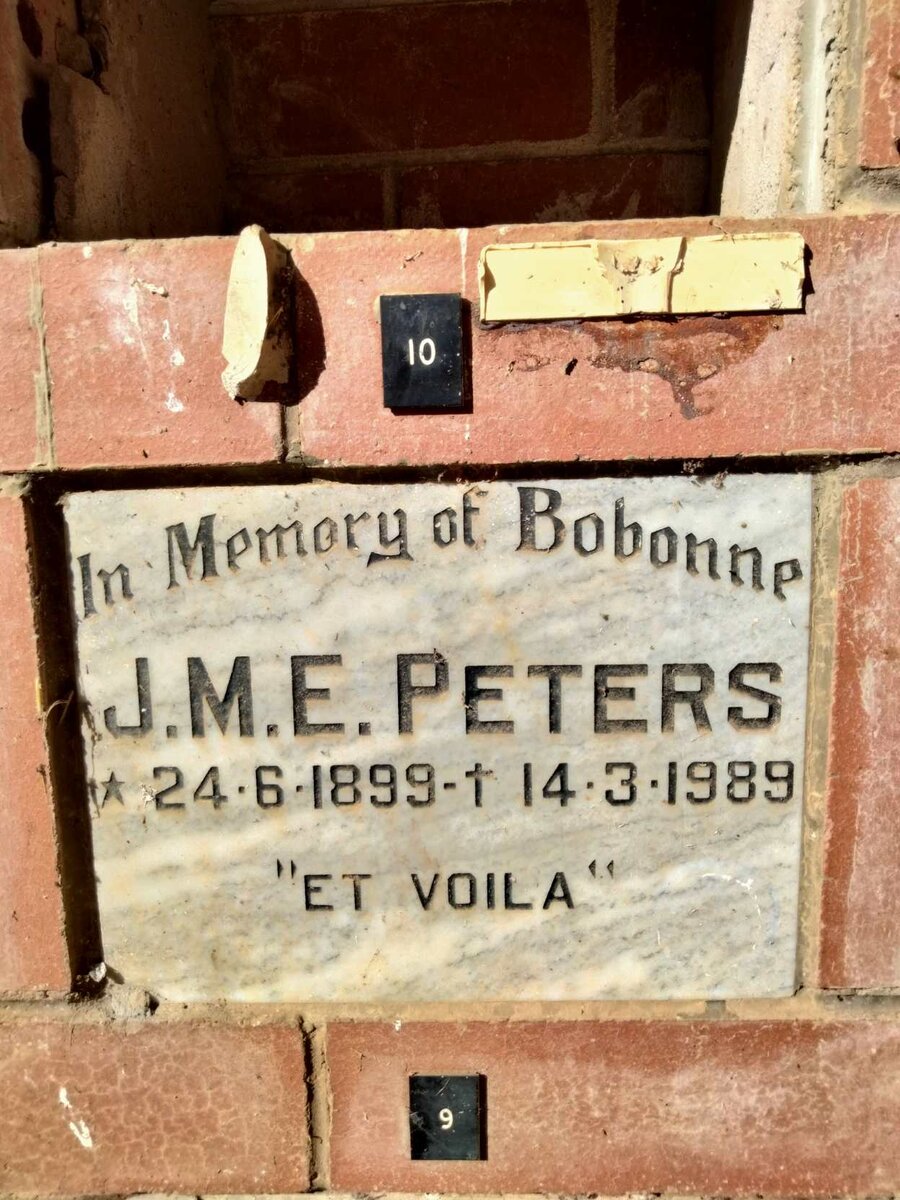 10
In Memory of Bobonne
J.M.E. PETERS
★ 24·6·1899-† 14·3·1989
"ET VOILA"
9